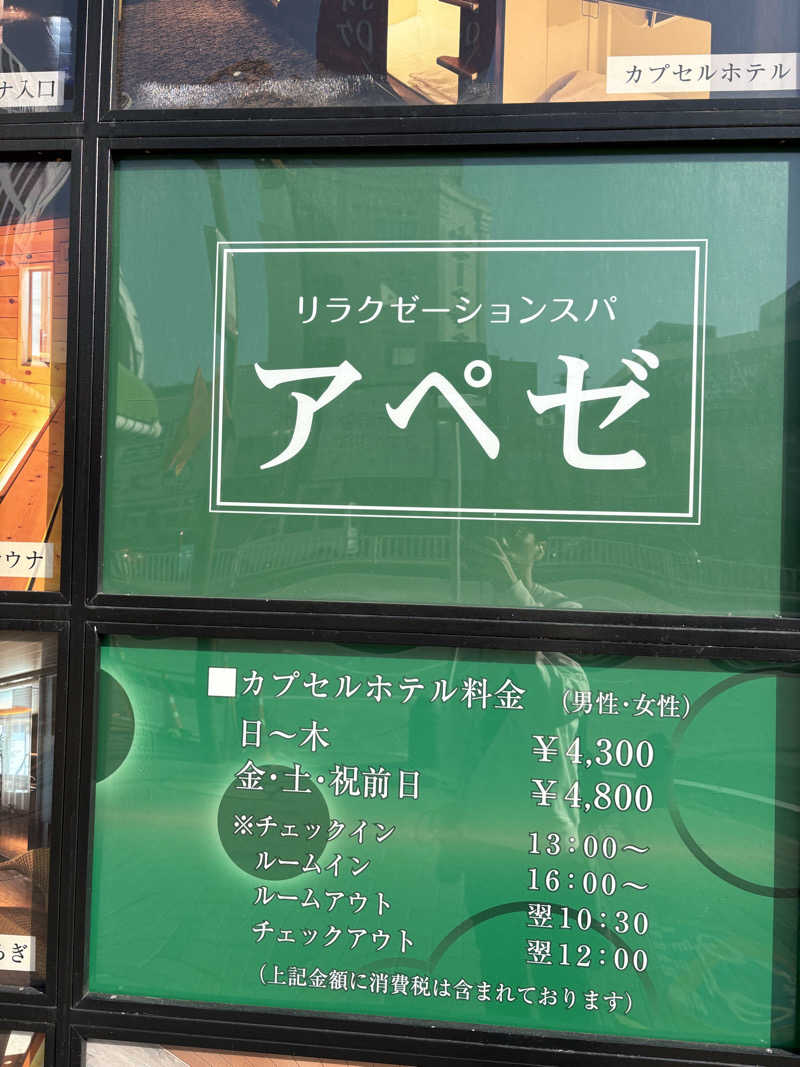 ナ入口
カプセルホテル
リラクゼーションスパ
アペゼ
ウナ
■カプセルホテル料金 (男性・女性)
日〜木 ¥4,300
金・土・祝前日 ¥4,800
※チェックイン 13:00〜
ルームイン 16:00〜
ルームアウト 翌10:30
チェックアウト 翌12:00
(上記金額に消費税は含まれております)
ぎ